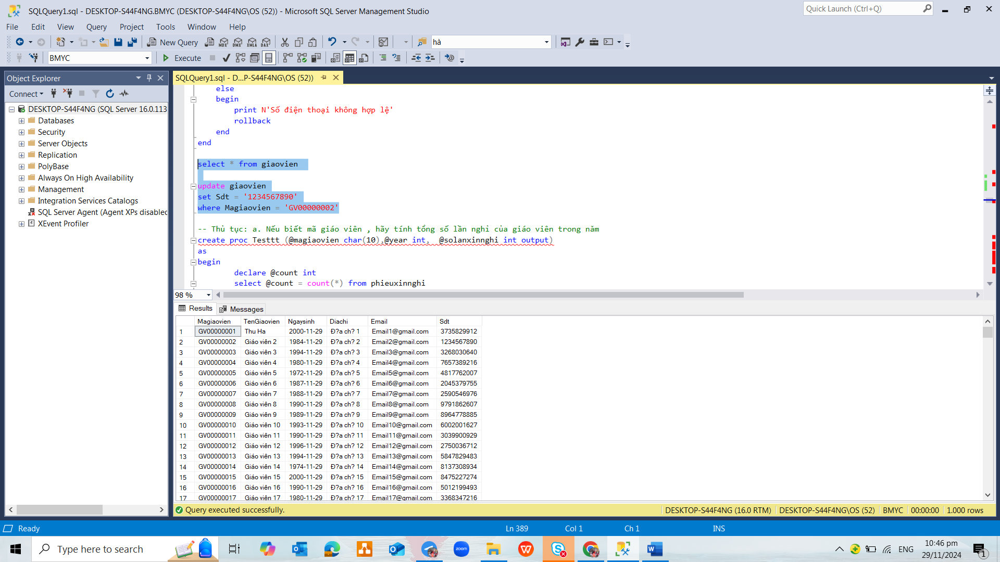 SQLQuery1.sql - DESKTOP-S44F4NG.BMYC (DESKTOP-S44F4NG\OS (52)) - Microsoft SQL Server Management Studio
Quick Launch (Ctrl+Q)
File Edit View Query Project Tools Window Help
New Query MDX DMX XMLA DAX hà
BMYC Execute
Object Explorer
SQLQuery1.sql - D...P-S44F4NG\OS (52))
Connect
DESKTOP-S44F4NG (SQL Server 16.0.113
Databases
Security
Server Objects
Replication
PolyBase
Always On High Availability
Management
Integration Services Catalogs
SQL Server Agent (Agent XPs disabled
XEvent Profiler
else
begin
print N'Số điện thoại không hợp lệ'
rollback
end
end
select * from giaovien
update giaovien
set Sdt = '1234567890'
where Magiaovien = 'GV00000002'
-- Thủ tục: a. Nếu biết mã giáo viên , hãy tính tổng số lần nghỉ của giáo viên trong năm
create proc Testtt (@magiaovien char(10),@year int, @solanxinnghi int output)
as
begin
declare @count int
select @count = count(*) from phieuxinnghi
98 %
Results Messages
Magiaovien TenGiaovien Ngaysinh Diachi Email Sdt
1 GV00000001 Thu Ha 2000-11-29 Đ?a ch? 1 Email1@gmail.com 3735829912
2 GV00000002 Giáo viên 2 1984-11-29 Đ?a ch? 2 Email2@gmail.com 1234567890
3 GV00000003 Giáo viên 3 1994-11-29 Đ?a ch? 3 Email3@gmail.com 3268030640
4 GV00000004 Giáo viên 4 1980-11-29 Đ?a ch? 4 Email4@gmail.com 7657389216
5 GV00000005 Giáo viên 5 1972-11-29 Đ?a ch? 5 Email5@gmail.com 4817762007
6 GV00000006 Giáo viên 6 1987-11-29 Đ?a ch? 6 Email6@gmail.com 2045379755
7 GV00000007 Giáo viên 7 1988-11-29 Đ?a ch? 7 Email7@gmail.com 2590546976
8 GV00000008 Giáo viên 8 1990-11-29 Đ?a ch? 8 Email8@gmail.com 9791862607
9 GV00000009 Giáo viên 9 1989-11-29 Đ?a ch? 9 Email9@gmail.com 8964778885
10 GV00000010 Giáo viên 10 1993-11-29 Đ?a ch? 10 Email10@gmail.com 6002001627
11 GV00000011 Giáo viên 11 1990-11-29 Đ?a ch? 11 Email11@gmail.com 3039900929
12 GV00000012 Giáo viên 12 1996-11-29 Đ?a ch? 12 Email12@gmail.com 2750036712
13 GV00000013 Giáo viên 13 1994-11-29 Đ?a ch? 13 Email13@gmail.com 5847829483
14 GV00000014 Giáo viên 14 1974-11-29 Đ?a ch? 14 Email14@gmail.com 8137308934
15 GV00000015 Giáo viên 15 2000-11-29 Đ?a ch? 15 Email15@gmail.com 8475227274
16 GV00000016 Giáo viên 16 1990-11-29 Đ?a ch? 16 Email16@gmail.com 5012199493
17 GV00000017 Giáo viên 17 1980-11-29 Đ?a ch? 17 Email17@gmail.com 3368347216
Query executed successfully. DESKTOP-S44F4NG (16.0 RTM) DESKTOP-S44F4NG\OS (52) BMYC 00:00:00 1.000 rows
Ready Ln 389 Col 1 Ch 1 INS
Type here to search zoom ENG 10:46 pm
29/11/2024 1